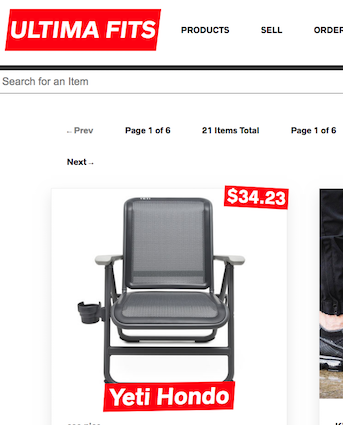 ULTIMA FITS
PRODUCTS SELL
Search for an Item
←Prev Page 1 of 6 21 Items Total Page 1 of 6
Next→
$34.23
YETI
Yeti Hondo